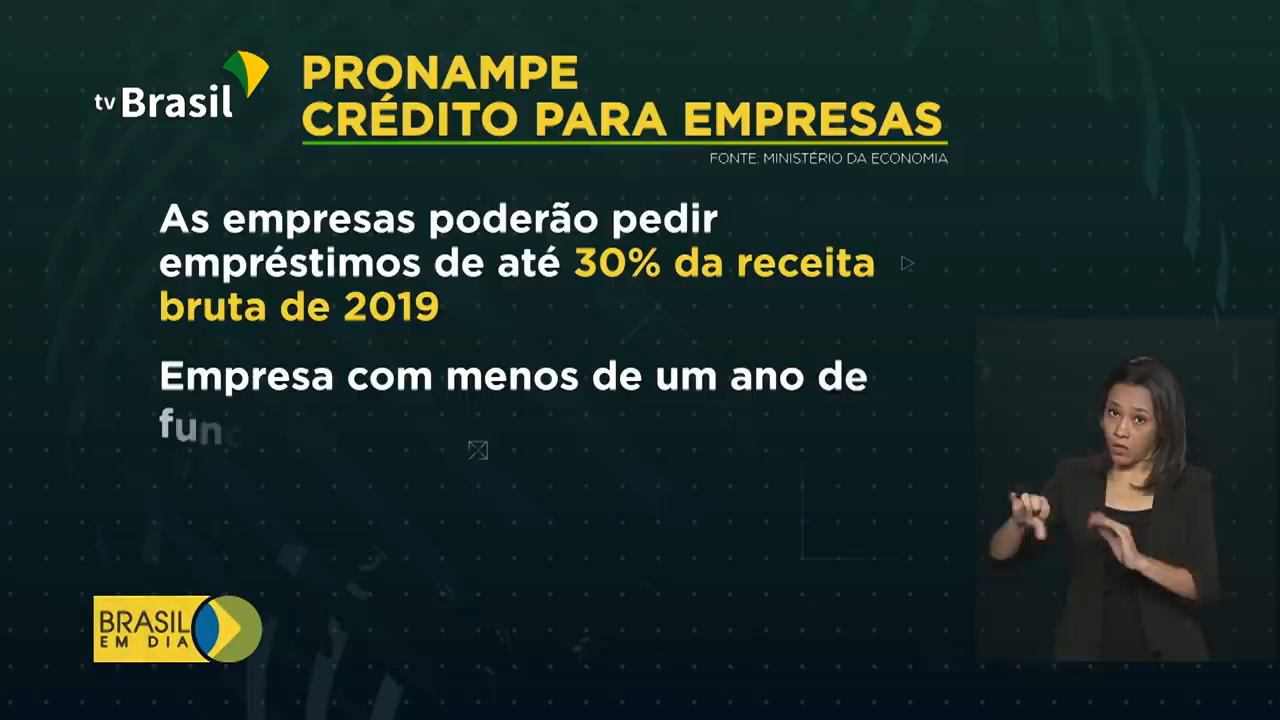 tv Brasil
PRONAMPE
CRÉDITO PARA EMPRESAS
FONTE: MINISTÉRIO DA ECONOMIA
As empresas poderão pedir
empréstimos de até 30% da receita
bruta de 2019
Empresa com menos de um ano de
BRASIL
EM DIA